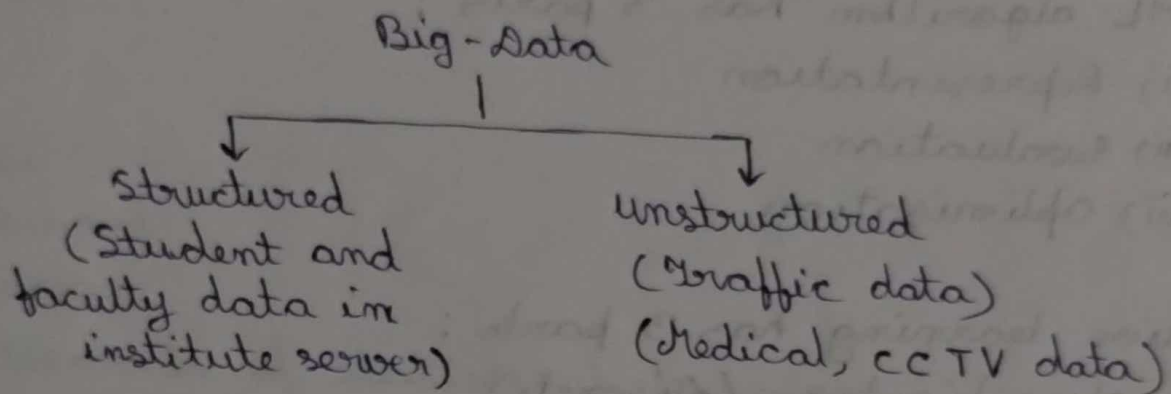 Big-Data
structured
(Student and
faculty data in
institute server)
unstructured
(Traffic data)
(Medical, CCTV data)